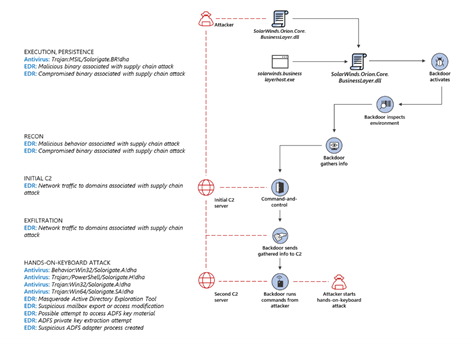 Attacker
SolarWinds.Orion.Core.
BusinessLayer.dll
EXECUTION, PERSISTENCE
Antivirus: Trojan:MSIL/Solorigate.BR!dha
EDR: Malicious binary associated with supply chain attack
EDR: Compromised binary associated with supply chain attack
solarwinds.business
layerhost.exe
SolarWinds.Orion.Core.
BusinessLayer.dll
Backdoor
activates
Backdoor inspects
environment
RECON
EDR: Malicious behavior associated with supply chain attack
EDR: Compromised binary associated with supply chain attack
Backdoor
gathers info
INITIAL C2
EDR: Network traffic to domains associated with supply chain
attack
Initial C2
server
Command-and-
control
EXFILTRATION
EDR: Network traffic to domains associated with supply chain
attack
Backdoor sends
gathered info to C2
HANDS-ON-KEYBOARD ATTACK
Antivirus: Behavior:Win32/Solorigate.A!dha
Antivirus: Trojan:/PowerShell/Solorigate.H!dha
Antivirus: Trojan:Win32/Solorigate.A!dha
Antivirus: Trojan:Win64/Solorigate.SA!dha
EDR: Masquerade Active Directory Exploration Tool
EDR: Suspicious mailbox export or access modification
EDR: Possible attempt to access ADFS key material
EDR: ADFS private key extraction attempt
EDR: Suspicious ADFS adapter process created
Second C2
server
Backdoor runs
commands from
attacker
Attacker starts
hands-on-keyboard
attack